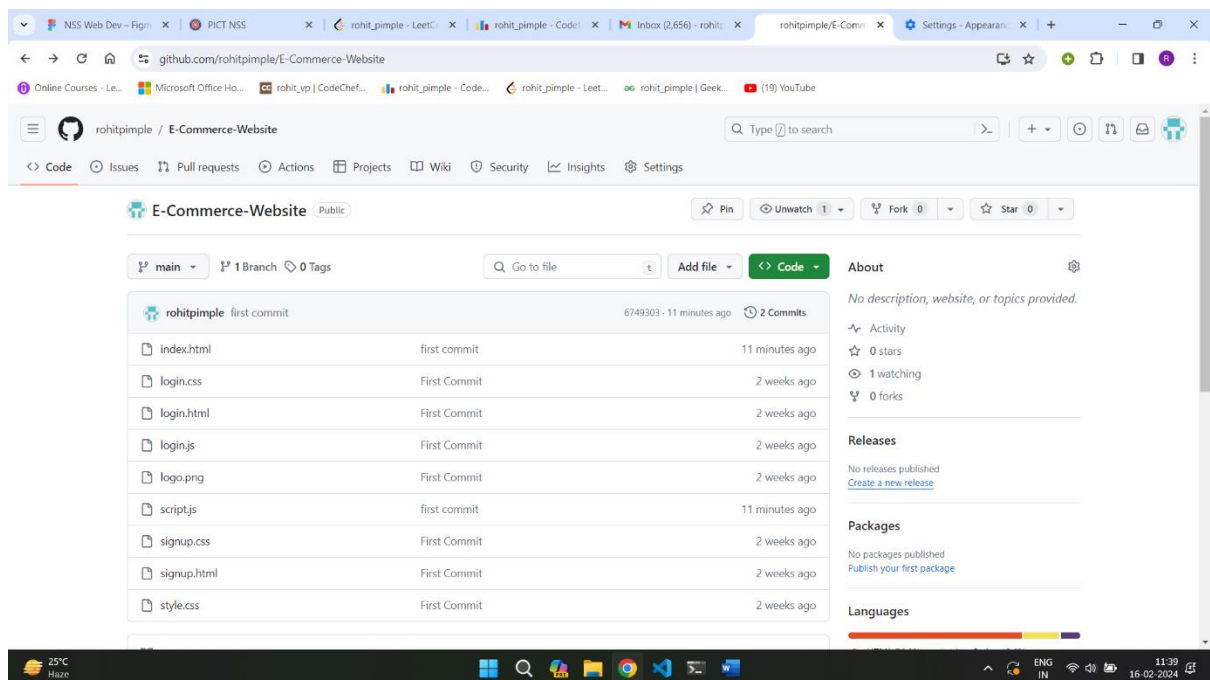 NSS Web Dev – Figm
PICT NSS
rohit_pimple - LeetCo
rohit_pimple - Codef
Inbox (2,656) - rohitp
rohitpimple/E-Comm
Settings - Appearanc
github.com/rohitpimple/E-Commerce-Website
R
Online Courses - Le...
Microsoft Office Ho...
CC rohit_vp | CodeChef...
rohit_pimple - Code...
rohit_pimple - Leet...
rohit_pimple | Geek...
(19) YouTube
rohitpimple / E-Commerce-Website
Type / to search
Code Issues Pull requests Actions Projects Wiki Security Insights Settings
E-Commerce-Website Public
Pin Unwatch 1 Fork 0 Star 0
main 1 Branch 0 Tags
Go to file t
Add file <> Code
rohitpimple first commit 6749303 · 11 minutes ago 2 Commits
index.html first commit 11 minutes ago
login.css First Commit 2 weeks ago
login.html First Commit 2 weeks ago
login.js First Commit 2 weeks ago
logo.png First Commit 2 weeks ago
script.js first commit 11 minutes ago
signup.css First Commit 2 weeks ago
signup.html First Commit 2 weeks ago
style.css First Commit 2 weeks ago
About
No description, website, or topics provided.
Activity
0 stars
1 watching
0 forks
Releases
No releases published
Create a new release
Packages
No packages published
Publish your first package
Languages
25°C
Haze
ENG
IN
11:39
16-02-2024